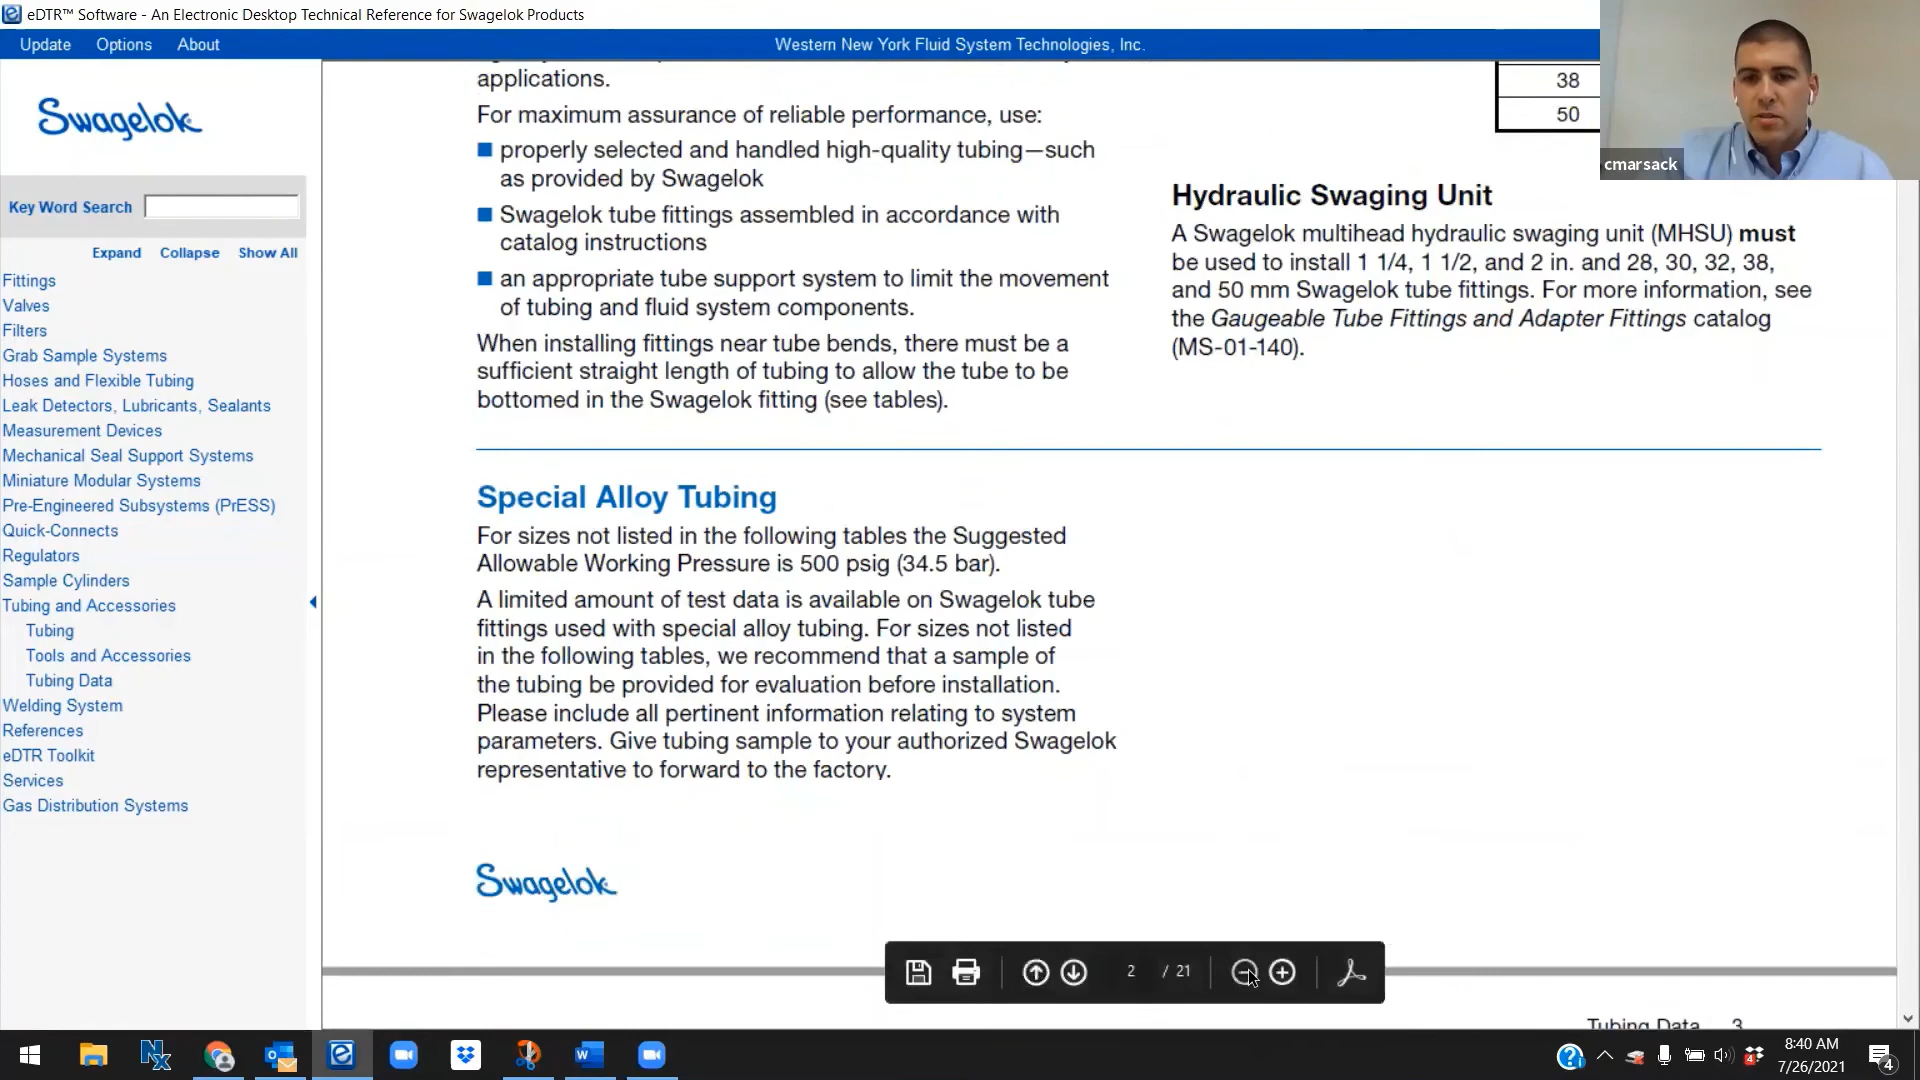 eDTR™ Software - An Electronic Desktop Technical Reference for Swagelok Products
Update Options About
Western New York Fluid System Technologies, Inc.
cmarsack
Swagelok
Key Word Search
Expand Collapse Show All
Fittings
Valves
Filters
Grab Sample Systems
Hoses and Flexible Tubing
Leak Detectors, Lubricants, Sealants
Measurement Devices
Mechanical Seal Support Systems
Miniature Modular Systems
Pre-Engineered Subsystems (PrESS)
Quick-Connects
Regulators
Sample Cylinders
Tubing and Accessories
Tubing
Tools and Accessories
Tubing Data
Welding System
References
eDTR Toolkit
Services
Gas Distribution Systems
applications.
For maximum assurance of reliable performance, use:
properly selected and handled high-quality tubing—such
as provided by Swagelok
Swagelok tube fittings assembled in accordance with
catalog instructions
an appropriate tube support system to limit the movement
of tubing and fluid system components.
When installing fittings near tube bends, there must be a
sufficient straight length of tubing to allow the tube to be
bottomed in the Swagelok fitting (see tables).
38
50
Hydraulic Swaging Unit
A Swagelok multihead hydraulic swaging unit (MHSU) must
be used to install 1 1/4, 1 1/2, and 2 in. and 28, 30, 32, 38,
and 50 mm Swagelok tube fittings. For more information, see
the Gaugeable Tube Fittings and Adapter Fittings catalog
(MS-01-140).
Special Alloy Tubing
For sizes not listed in the following tables the Suggested
Allowable Working Pressure is 500 psig (34.5 bar).
A limited amount of test data is available on Swagelok tube
fittings used with special alloy tubing. For sizes not listed
in the following tables, we recommend that a sample of
the tubing be provided for evaluation before installation.
Please include all pertinent information relating to system
parameters. Give tubing sample to your authorized Swagelok
representative to forward to the factory.
Swagelok
2 / 21
Tubing Data 3
8:40 AM
7/26/2021
4